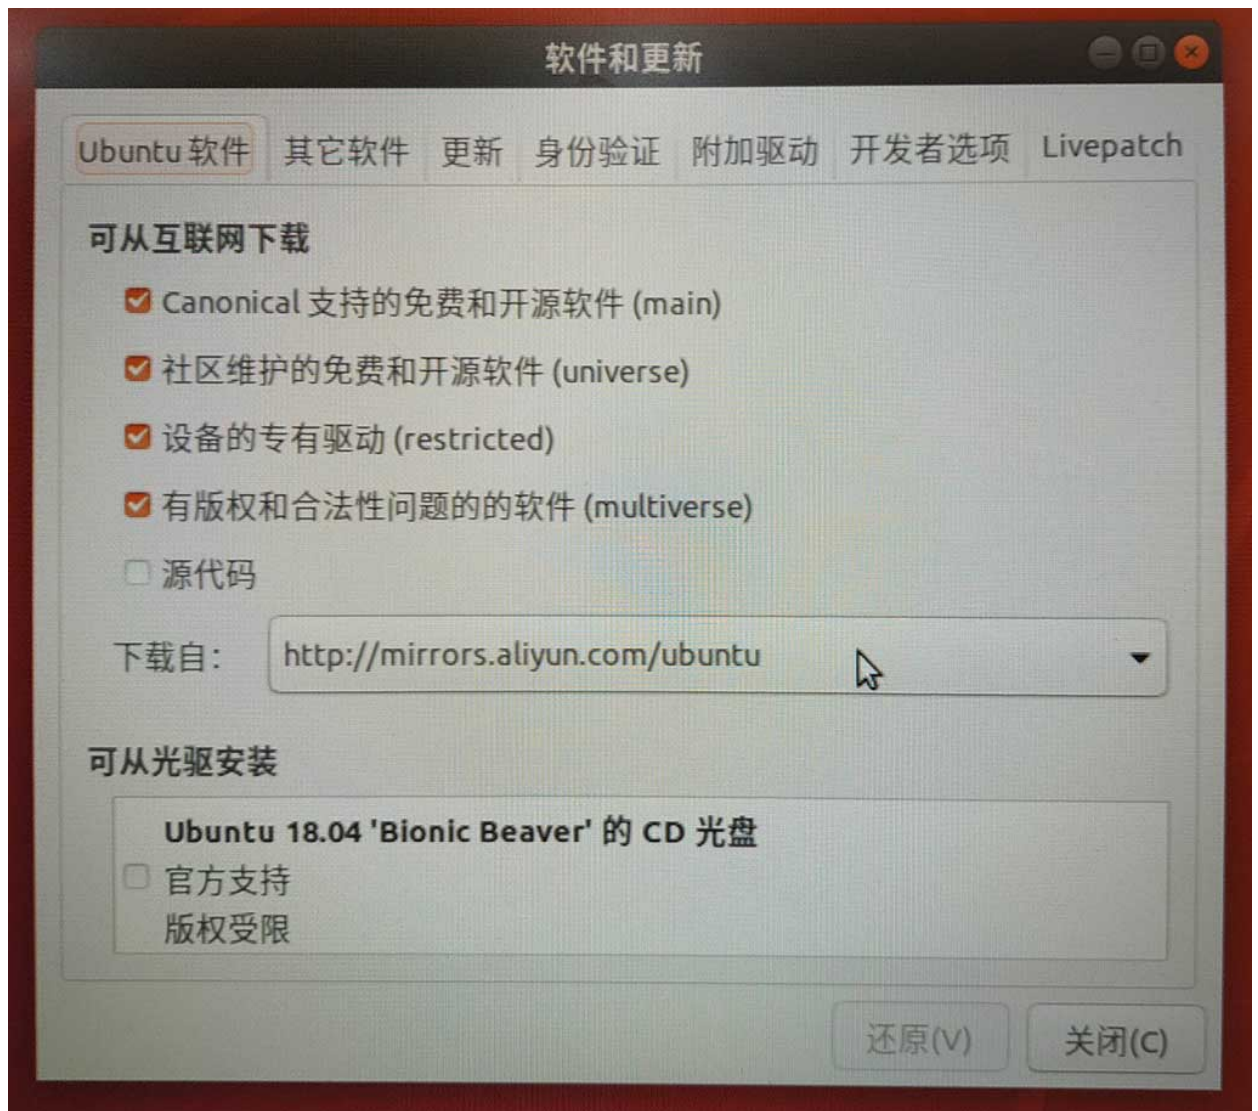 软件和更新
Ubuntu 软件 其它软件 更新 身份验证 附加驱动 开发者选项 Livepatch
可从互联网下载
Canonical 支持的免费和开源软件 (main)
社区维护的免费和开源软件 (universe)
设备的专有驱动 (restricted)
有版权和合法性问题的的软件 (multiverse)
源代码
下载自： http://mirrors.aliyun.com/ubuntu
可从光驱安装
Ubuntu 18.04 'Bionic Beaver' 的 CD 光盘
官方支持
版权受限
还原(V) 关闭(C)